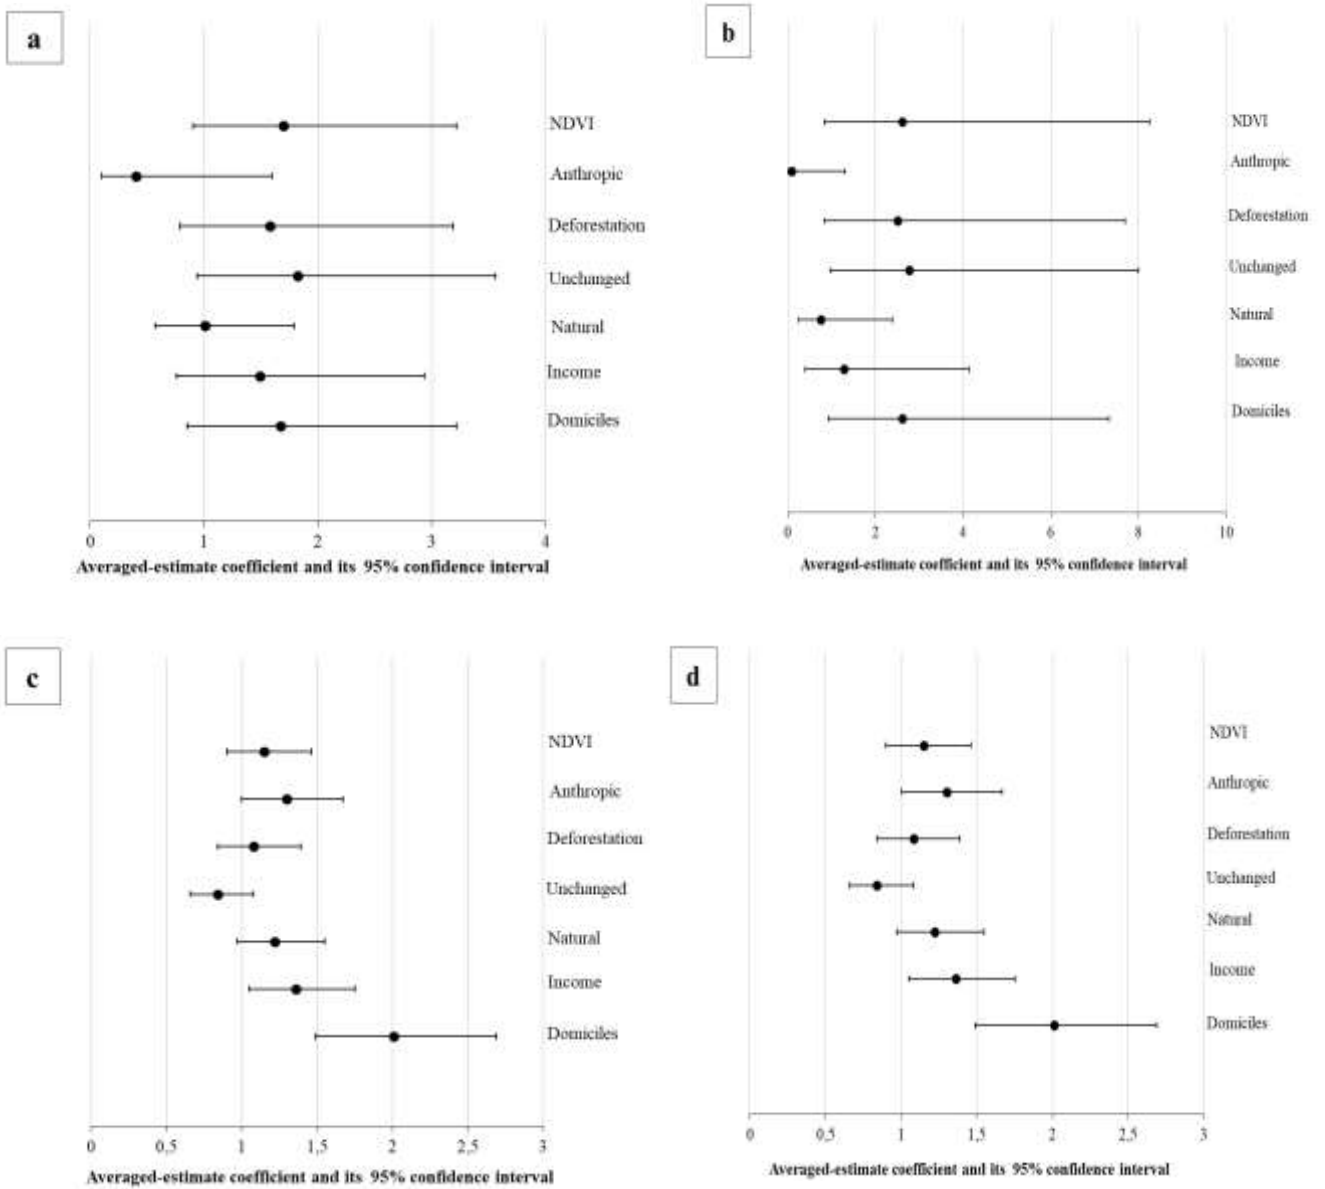 a
NDVI
Anthropic
Deforestation
Unchanged
Natural
Income
Domiciles
0 1 2 3 4
Averaged-estimate coefficient and its 95% confidence interval
b
NDVI
Anthropic
Deforestation
Unchanged
Natural
Income
Domiciles
0 2 4 6 8 10
Averaged-estimate coefficient and its 95% confidence interval
c
NDVI
Anthropic
Deforestation
Unchanged
Natural
Income
Domiciles
0 0,5 1 1,5 2 2,5 3
Averaged-estimate coefficient and its 95% confidence interval
d
NDVI
Anthropic
Deforestation
Unchanged
Natural
Income
Domiciles
0 0,5 1 1,5 2 2,5 3
Averaged-estimate coefficient and its 95% confidence interval